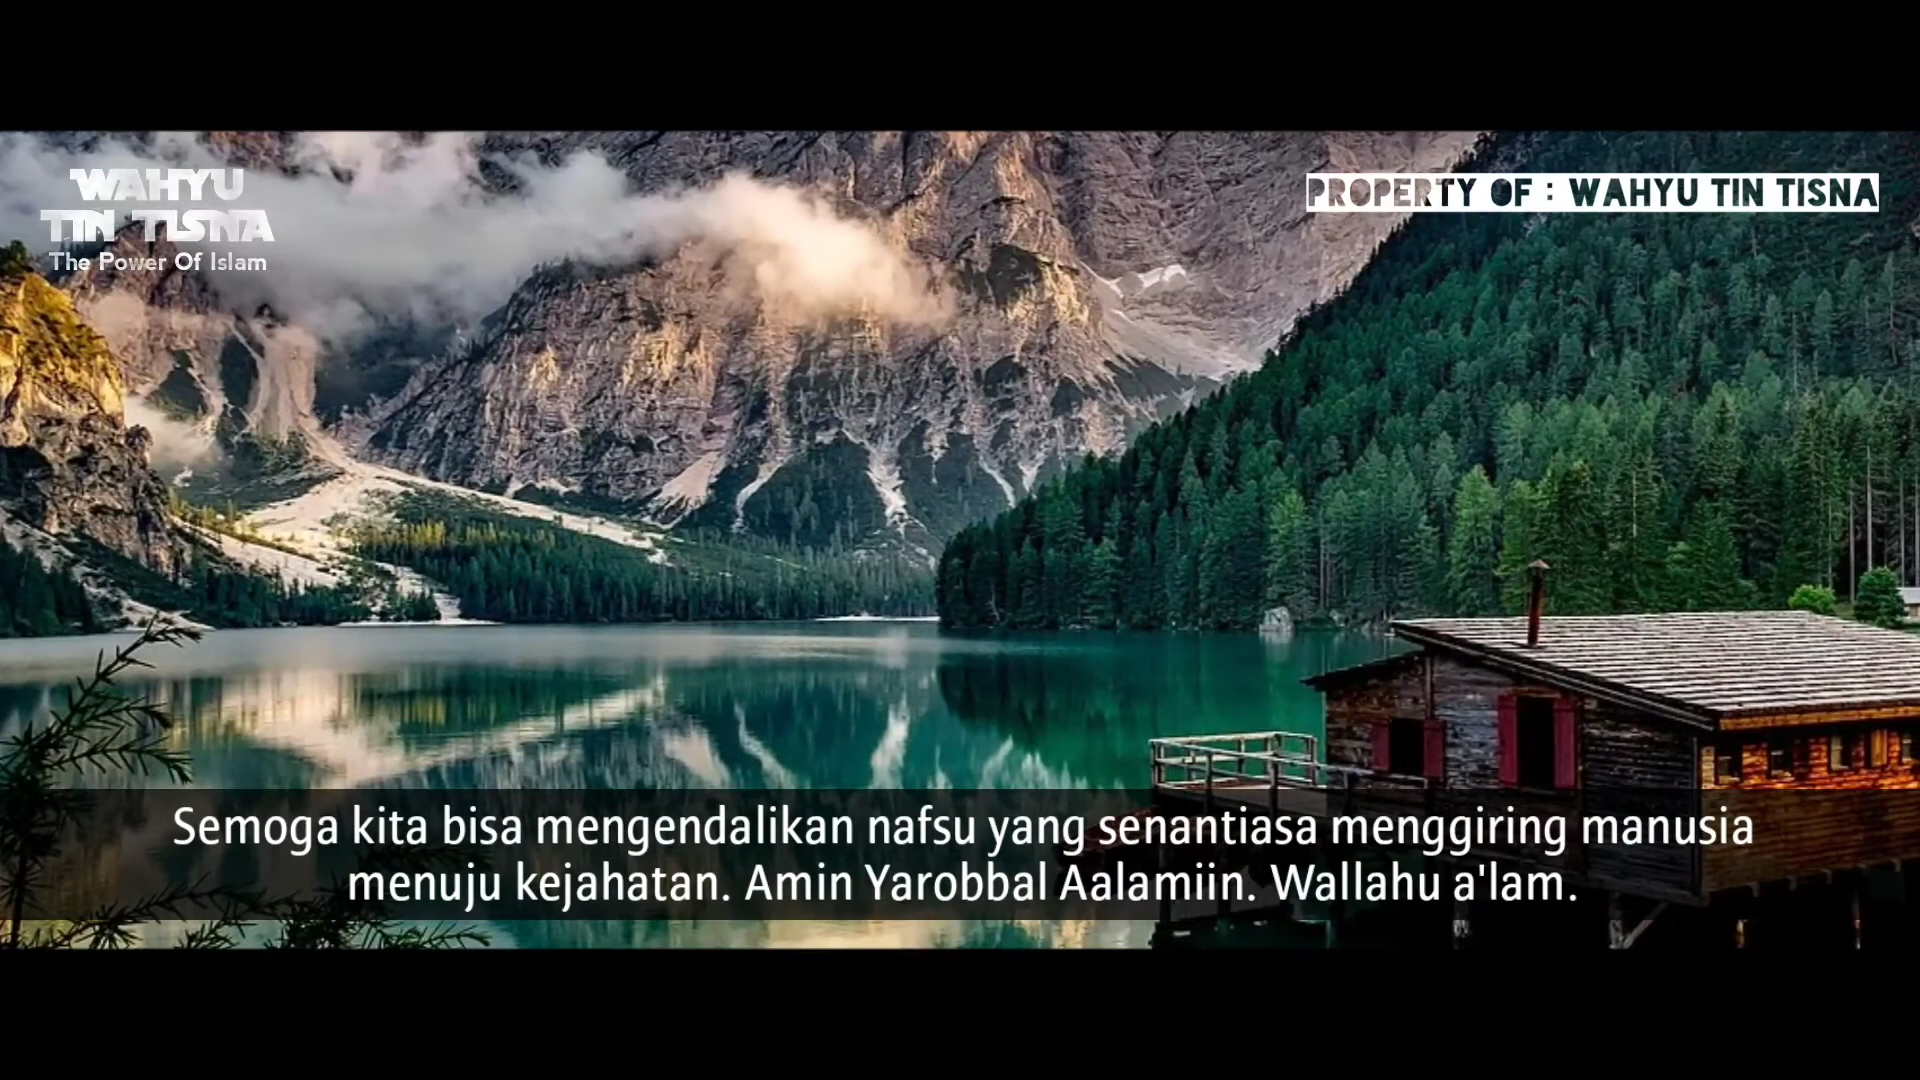 WAHYU
TIN TISNA
The Power Of Islam
PROPERTY OF : WAHYU TIN TISNA
Semoga kita bisa mengendalikan nafsu yang senantiasa menggiring manusia
menuju kejahatan. Amin Yarobbal Aalamiin. Wallahu a'lam.